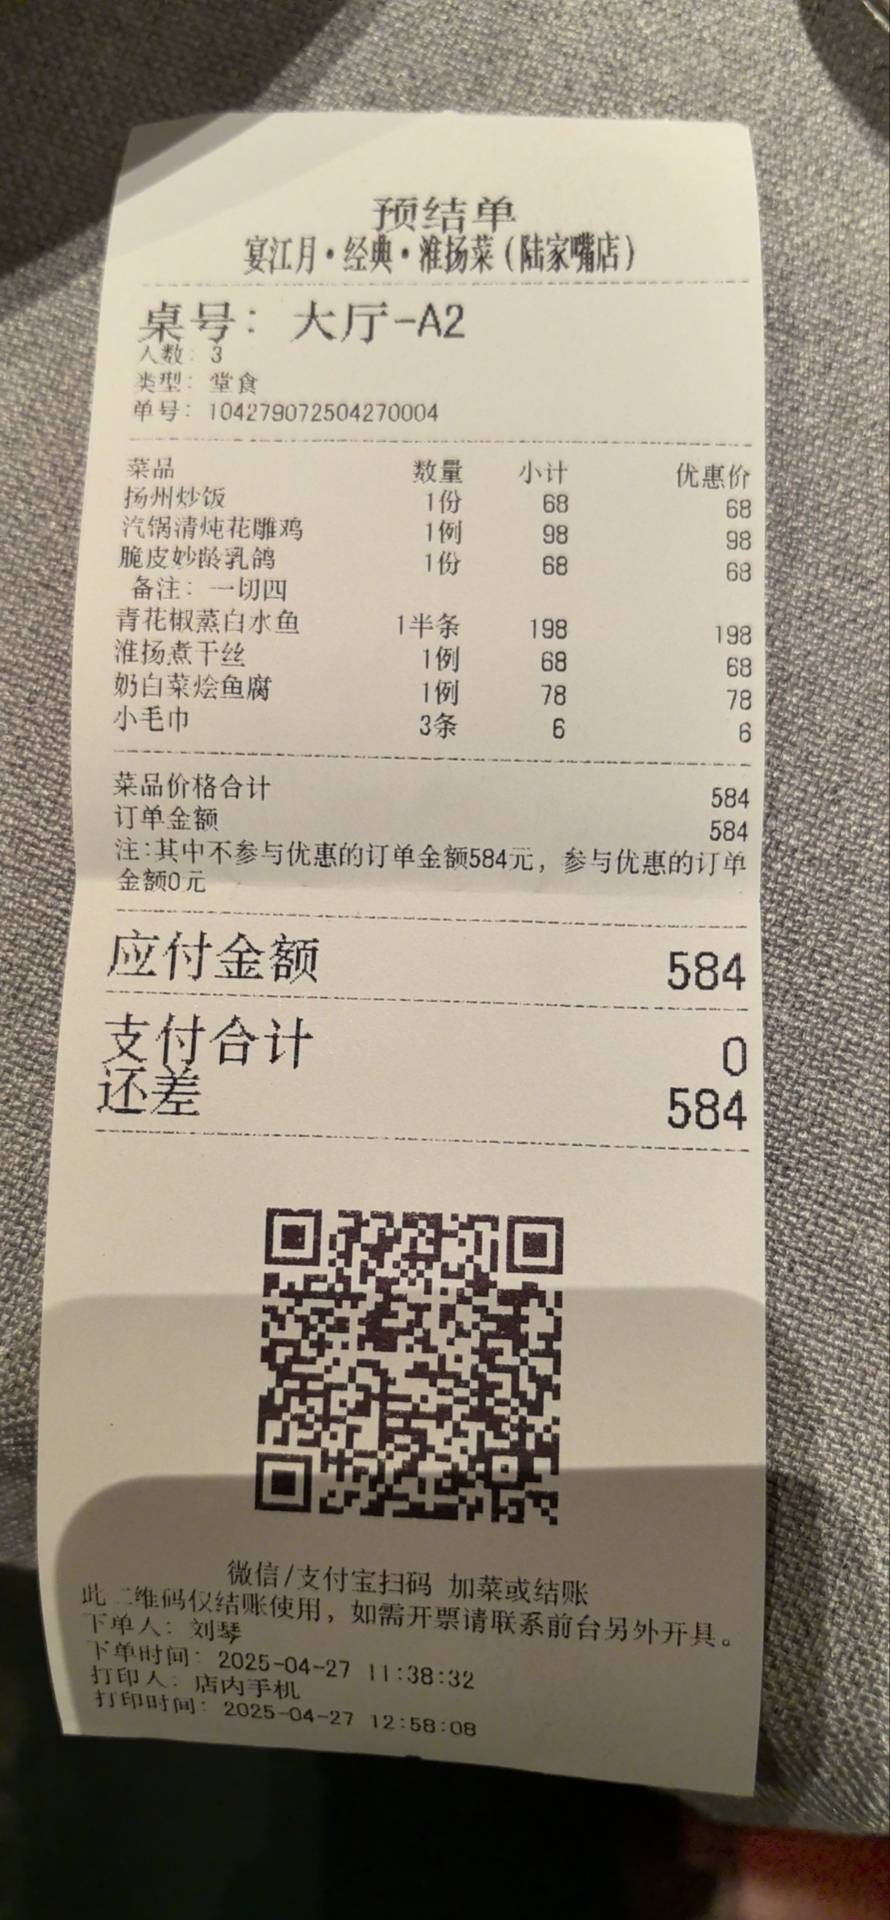 预结单
宴江月·经典·淮扬菜(陆家嘴店)
桌号: 大厅-A2
人数: 3
类型: 堂食
单号: 104279072504270004
菜品 数量 小计 优惠价
扬州炒饭 1份 68 68
汽锅清炖花雕鸡 1例 98 98
脆皮妙龄乳鸽 1份 68 68
备注: 一切四
青花椒蒸白水鱼 1半条 198 198
淮扬煮干丝 1例 68 68
奶白菜烩鱼腐 1例 78 78
小毛巾 3条 6 6
菜品价格合计 584
订单金额 584
注:其中不参与优惠的订单金额584元, 参与优惠的订单
金额0元
应付金额 584
支付合计 0
还差 584
微信/支付宝扫码 加菜或结账
此二维码仅结账使用, 如需开票请联系前台另外开具。
下单人: 刘琴
下单时间: 2025-04-27 11:38:32
打印人: 店内手机
打印时间: 2025-04-27 12:58:08